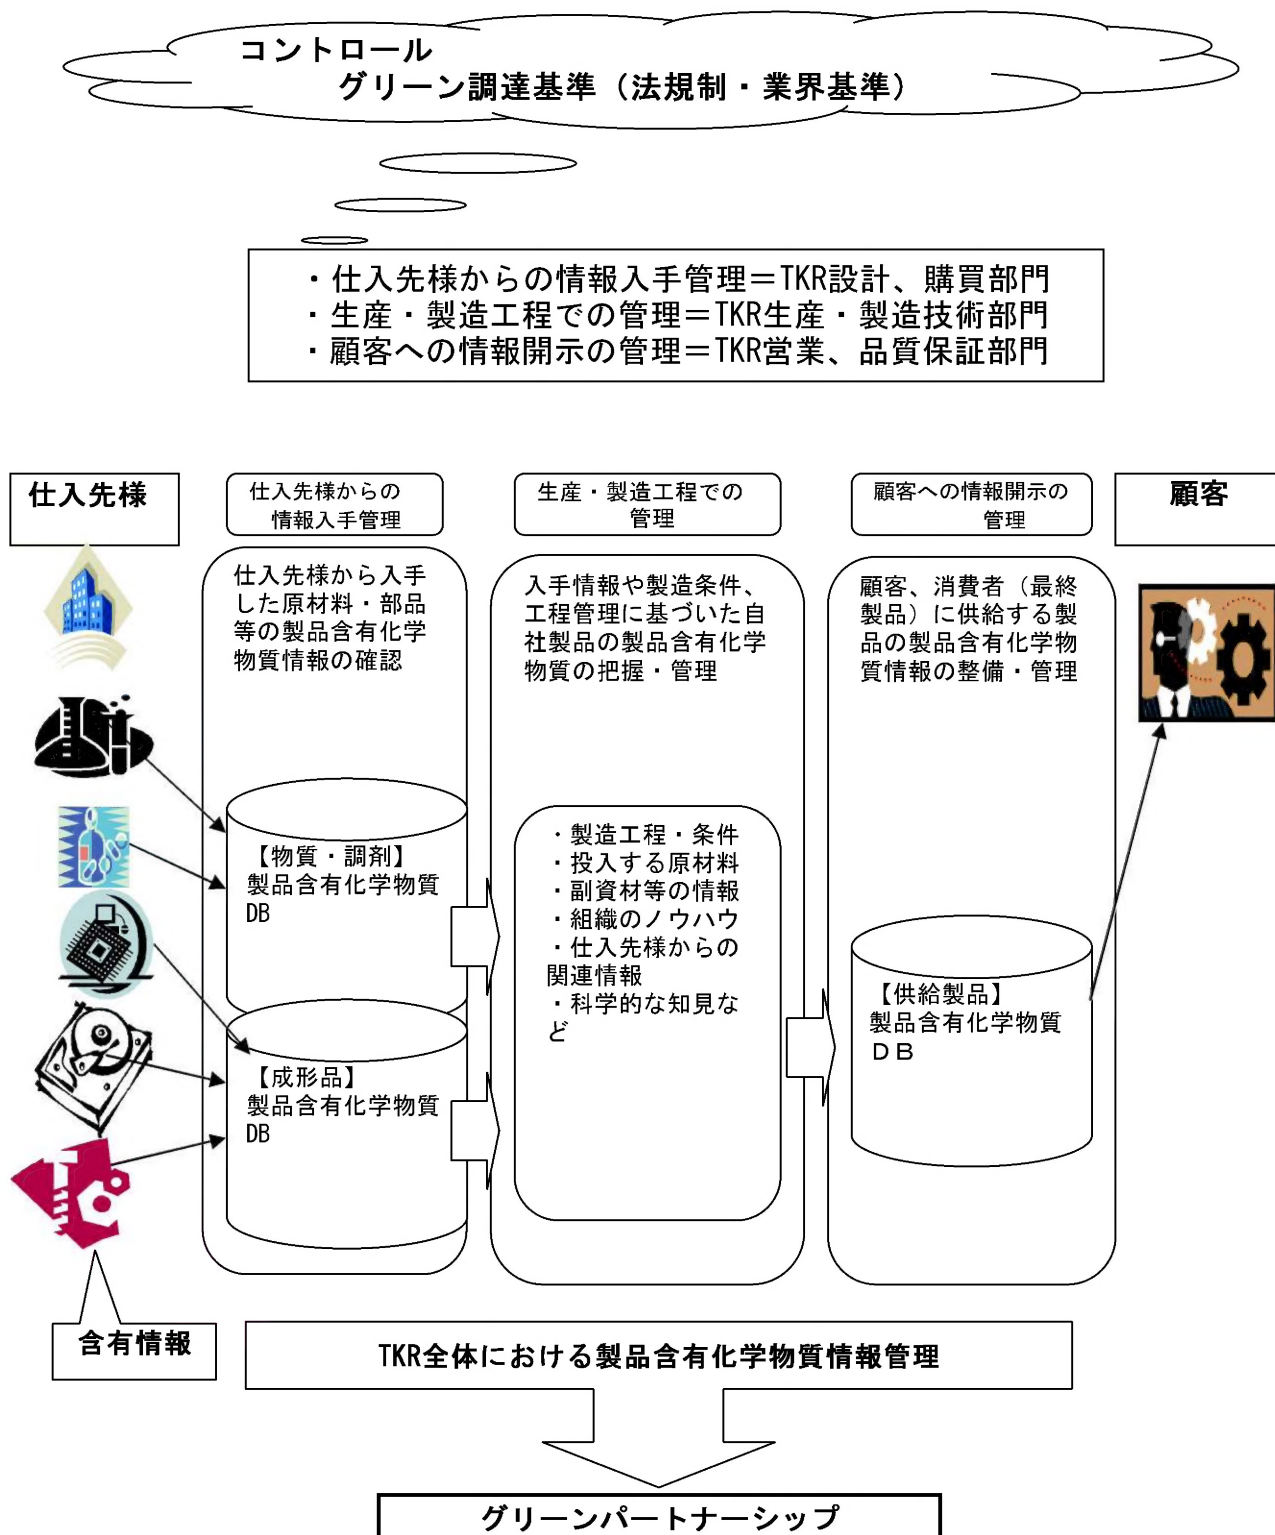 コントロール
グリーン調達基準（法規制・業界基準）
・仕入先様からの情報入手管理＝TKR設計、購買部門
・生産・製造工程での管理＝TKR生産・製造技術部門
・顧客への情報開示の管理＝TKR営業、品質保証部門
仕入先様
仕入先様からの
情報入手管理
生産・製造工程での
管理
顧客への情報開示の
管理
顧客
仕入先様から入手
した原材料・部品
等の製品含有化学
物質情報の確認
入手情報や製造条件、
工程管理に基づいた自
社製品の製品含有化学
物質の把握・管理
顧客、消費者（最終
製品）に供給する製
品の製品含有化学物
質情報の整備・管理
【物質・調剤】
製品含有化学物質
DB
【成形品】
製品含有化学物質
DB
・製造工程・条件
・投入する原材料
・副資材等の情報
・組織のノウハウ
・仕入先様からの
関連情報
・科学的な知見な
ど
【供給製品】
製品含有化学物質
ＤＢ
含有情報
TKR全体における製品含有化学物質情報管理
グリーンパートナーシップ